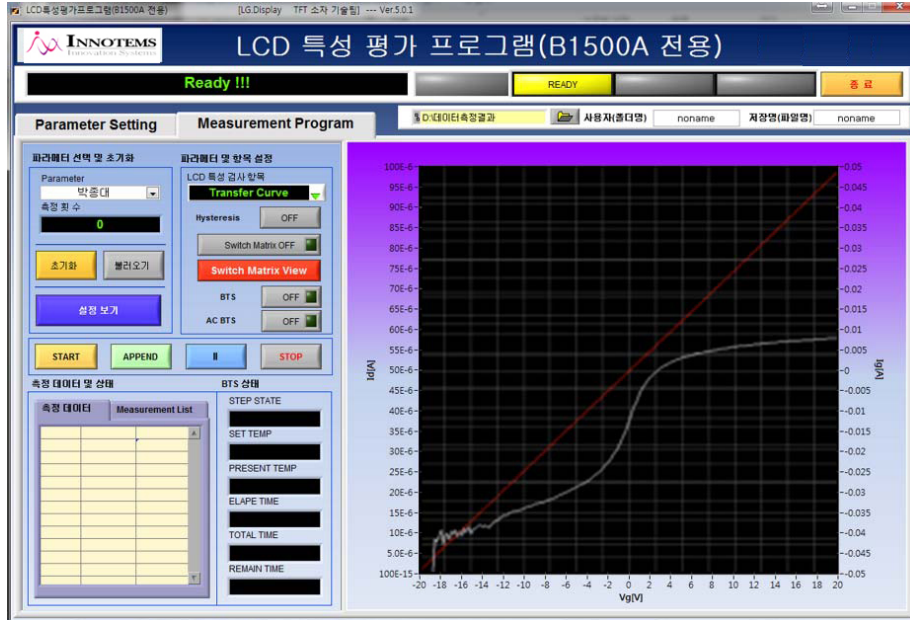 LCD특성평가프로그램(B1500A 전용) [LG.Display TFT 소자 기술팀] --- Ver.5.0.1
INNOTEMS
Innovation Systems
LCD 특성 평가 프로그램(B1500A 전용)
Ready !!!
READY
종 료
Parameter Setting
Measurement Program
D:\데이터측정결과
사용자(폴더명)
noname
저장명(파일명)
noname
파라메터 선택 및 초기화
Parameter
박종대
측정 횟 수
0
초기화
불러오기
설정 보기
파라메터 및 항목 설정
LCD 특성 검사 항목
Transfer Curve
Hysteresis
OFF
Switch Matrix OFF
Switch Matrix View
BTS
OFF
AC BTS
OFF
START
APPEND
II
STOP
측정 데이터 및 상태
측정 데이터
Measurement List
BTS 상태
STEP STATE
SET TEMP
PRESENT TEMP
ELAPE TIME
TOTAL TIME
REMAIN TIME
Id[A]
100E-6
95E-6
90E-6
85E-6
80E-6
75E-6
70E-6
65E-6
60E-6
55E-6
50E-6
45E-6
40E-6
35E-6
30E-6
25E-6
20E-6
15E-6
10E-6
5.0E-6
100E-15
-20 -18 -16 -14 -12 -10 -8 -6 -4 -2 0 2 4 6 8 10 12 14 16 18 20
Vg[V]
0.05
0.045
0.04
0.035
0.03
0.025
0.02
0.015
0.01
0.005
0
-0.005
-0.01
-0.015
-0.02
-0.025
-0.03
-0.035
-0.04
-0.045
-0.05
Ig[A]